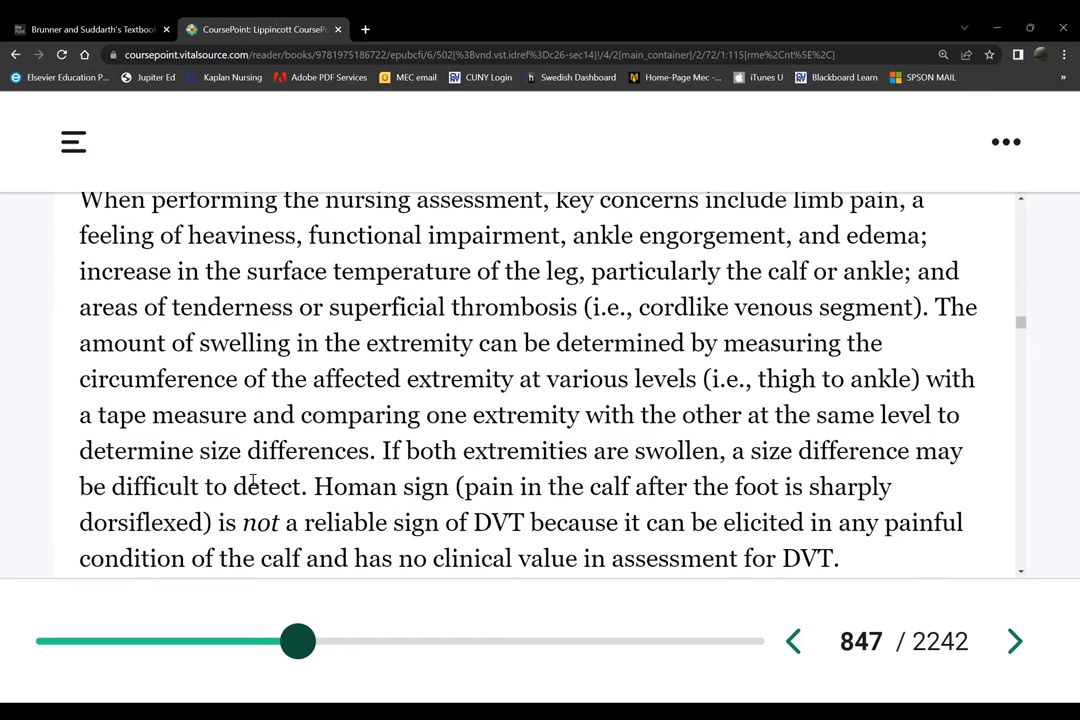 Brunner and Suddarth's Textbook
CoursePoint: Lippincott CoursePo
coursepoint.vitalsource.com/reader/books/9781975186722/epubcfi/6/502[%3Bvnd.vst.idref%3Dc26-sec14]!/4/2[main_container]/2/72/1:115[rme%2Cnt%5E%2C]
Elsevier Education P...
Jupiter Ed
Kaplan Nursing
Adobe PDF Services
MEC email
CUNY Login
Swedish Dashboard
Home-Page Mec -...
iTunes U
Blackboard Learn
SPSON MAIL
When performing the nursing assessment, key concerns include limb pain, a
feeling of heaviness, functional impairment, ankle engorgement, and edema;
increase in the surface temperature of the leg, particularly the calf or ankle; and
areas of tenderness or superficial thrombosis (i.e., cordlike venous segment). The
amount of swelling in the extremity can be determined by measuring the
circumference of the affected extremity at various levels (i.e., thigh to ankle) with
a tape measure and comparing one extremity with the other at the same level to
determine size differences. If both extremities are swollen, a size difference may
be difficult to detect. Homan sign (pain in the calf after the foot is sharply
dorsiflexed) is not a reliable sign of DVT because it can be elicited in any painful
condition of the calf and has no clinical value in assessment for DVT.
847 / 2242